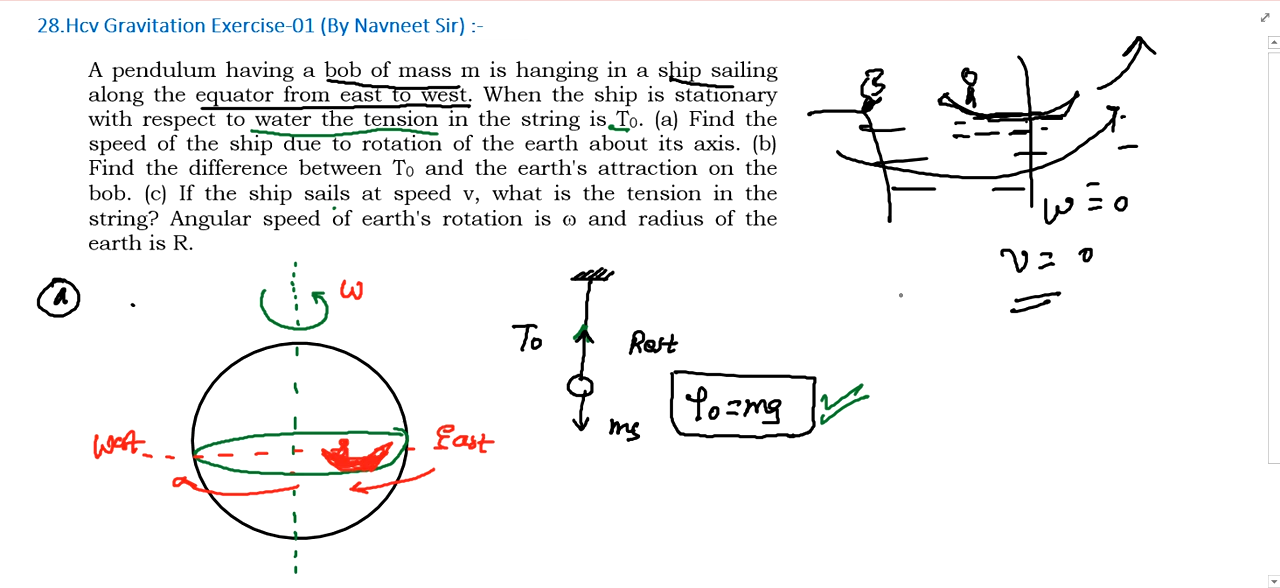 28.Hcv Gravitation Exercise-01 (By Navneet Sir) :-
A pendulum having a bob of mass m is hanging in a ship sailing
along the equator from east to west. When the ship is stationary
with respect to water the tension in the string is T0. (a) Find the
speed of the ship due to rotation of the earth about its axis. (b)
Find the difference between T0 and the earth's attraction on the
bob. (c) If the ship sails at speed v, what is the tension in the
string? Angular speed of earth's rotation is ω and radius of the
earth is R.
ω = 0
v = 0
a
ω
T0
Rest
mg
T0=mg
West
East